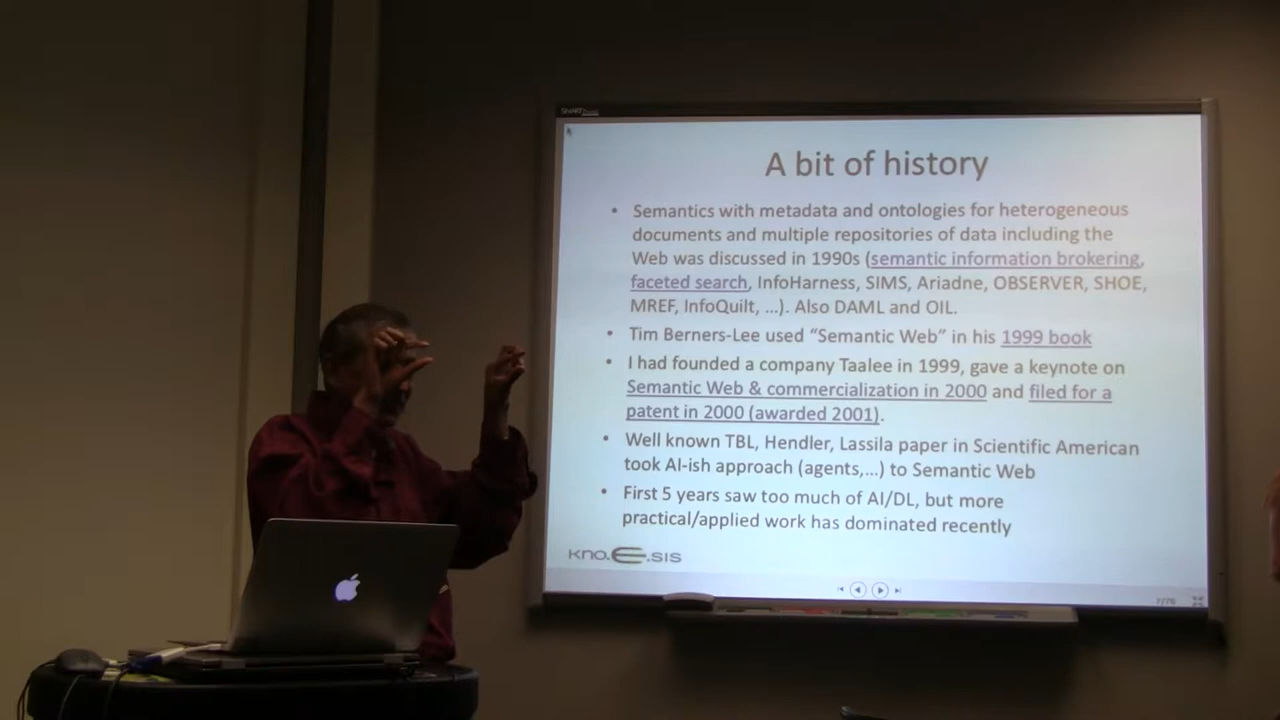 SMART
A bit of history
• Semantics with metadata and ontologies for heterogeneous
documents and multiple repositories of data including the
Web was discussed in 1990s (semantic information brokering,
faceted search, InfoHarness, SIMS, Ariadne, OBSERVER, SHOE,
MREF, InfoQuilt, ...). Also DAML and OIL.
• Tim Berners-Lee used “Semantic Web” in his 1999 book
• I had founded a company Taalee in 1999, gave a keynote on
Semantic Web & commercialization in 2000 and filed for a
patent in 2000 (awarded 2001).
• Well known TBL, Hendler, Lassila paper in Scientific American
took AI-ish approach (agents,...) to Semantic Web
• First 5 years saw too much of AI/DL, but more
practical/applied work has dominated recently
kno.e.sis